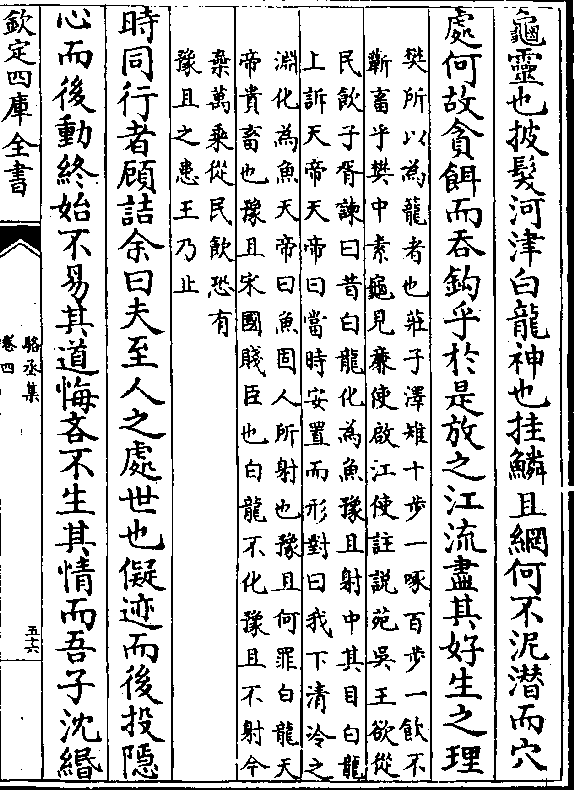 龜靈也披髮河津白龍神也挂鱗且網何不泥潛而穴
處何故貪餌而吞鈎乎於是放之江流盡其好生之理
樊所以為龍者也莊子澤雉十步一啄百步一飲不
蘄畜乎樊中素龜見亷使啟江使註說苑吳王欲從
民飲子胥諫曰昔白龍化為魚豫且射中其目白龍
上訴天帝天帝曰當時安置而形對曰我下清泠之
淵化為魚天帝曰魚固人所射也豫且何罪白龍天
帝貴畜也豫且宋國賤臣也白龍不化豫且不射今
棄萬乘從民飲恐有
豫且之患王乃止
時同行者顧詰余曰夫至人之處世也儗迹而後投隱
心而後動終始不易其道悔吝不生其情而吾子沈緡
欽定四庫全書
駱丞集
卷四
五十六